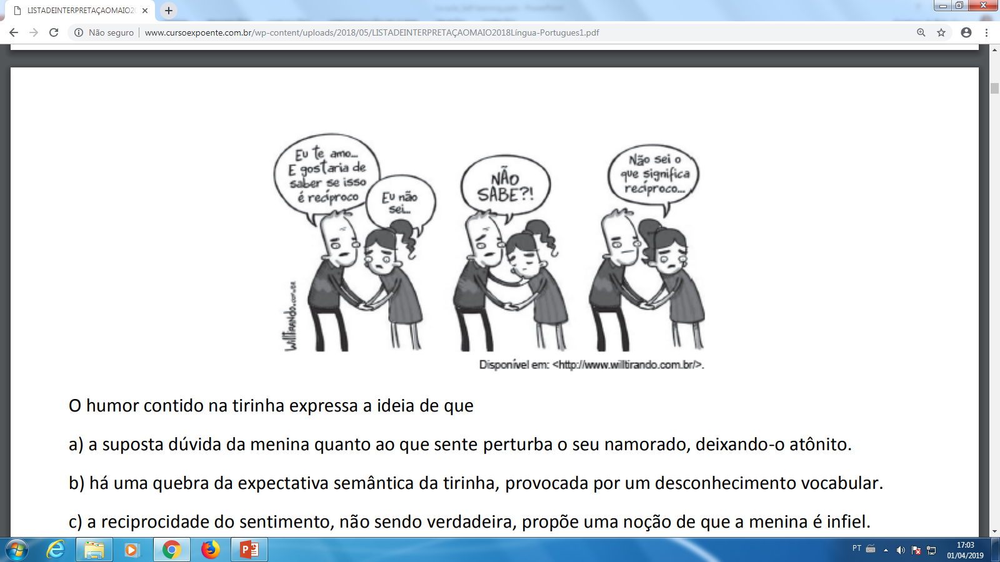 LISTADEINTERPRETAÇAOMAIO20
Não seguro
www.cursoexpoente.com.br/wp-content/uploads/2018/05/LISTADEINTERPRETAÇAOMAIO2018Língua-Portugues1.pdf
Eu te amo...
E gostaria de
saber se isso
é recíproco
Eu não
sei...
NÃO
SABE?!
Não sei o
que significa
recíproco...
WILLTIRANDO.COM.BR
Disponível em: <http://www.willtirando.com.br/>.
O humor contido na tirinha expressa a ideia de que
a) a suposta dúvida da menina quanto ao que sente perturba o seu namorado, deixando-o atônito.
b) há uma quebra da expectativa semântica da tirinha, provocada por um desconhecimento vocabular.
c) a reciprocidade do sentimento, não sendo verdadeira, propõe uma noção de que a menina é infiel.
PT
17:03
01/04/2019